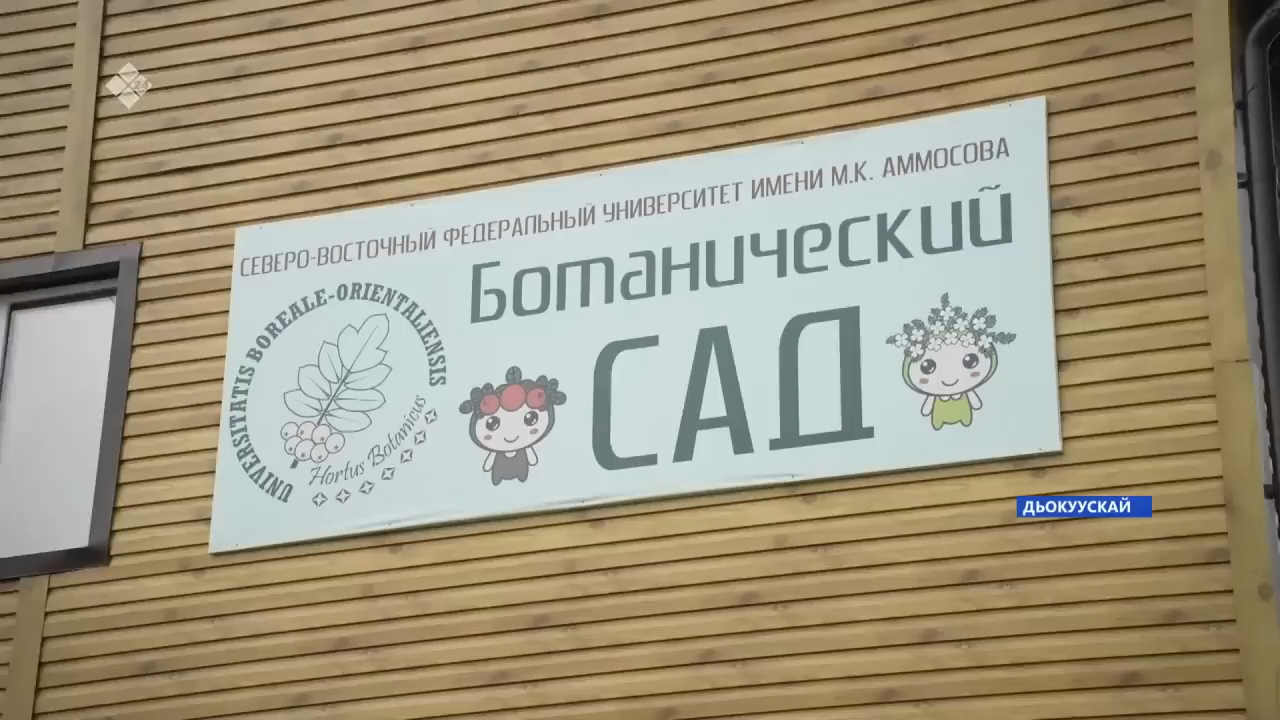 СЕВЕРО-ВОСТОЧНЫЙ ФЕДЕРАЛЬНЫЙ УНИВЕРСИТЕТ ИМЕНИ М.К. АММОСОВА
Ботанический
САД
UNIVERSITATIS BOREALE-ORIENTALIENSIS
Hortus Botanicus
ДЬОКУУСКАЙ